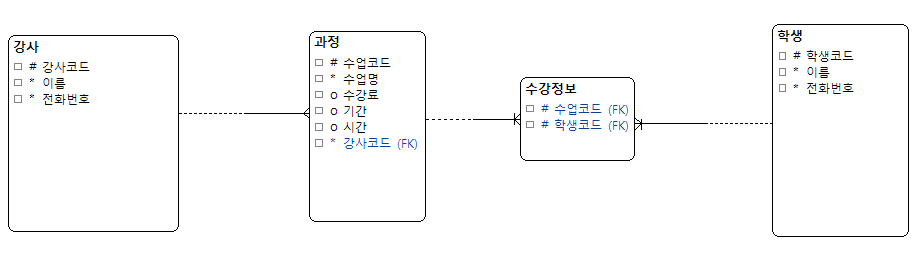 강사
# 강사코드
* 이름
* 전화번호
과정
# 수업코드
* 수업명
o 수강료
o 기간
o 시간
* 강사코드 (FK)
수강정보
# 수업코드 (FK)
# 학생코드 (FK)
학생
# 학생코드
* 이름
* 전화번호